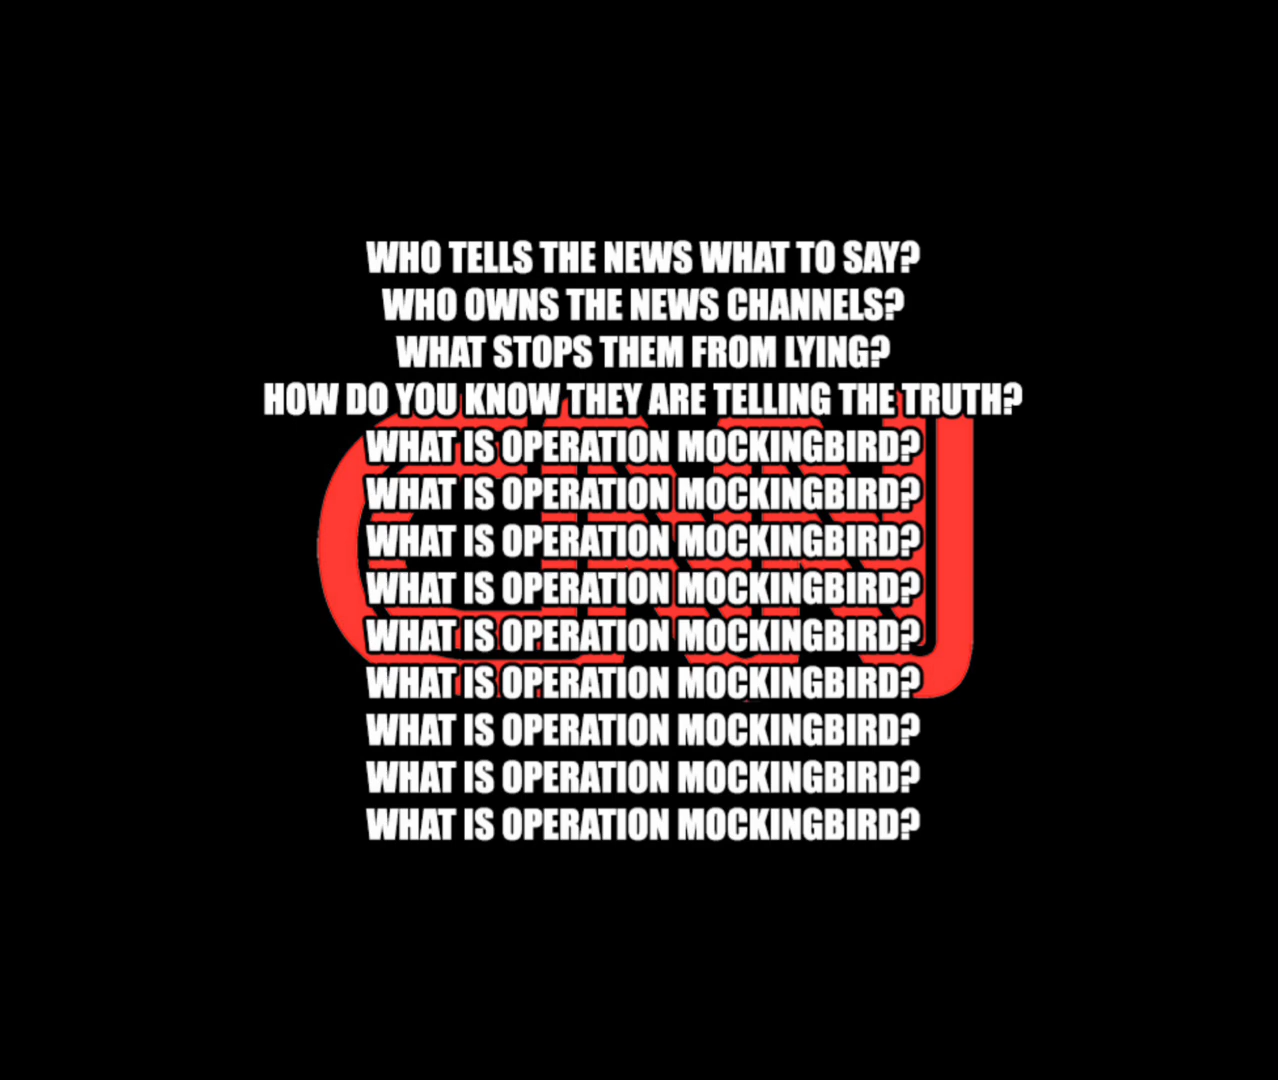 WHO TELLS THE NEWS WHAT TO SAY?
WHO OWNS THE NEWS CHANNELS?
WHAT STOPS THEM FROM LYING?
HOW DO YOU KNOW THEY ARE TELLING THE TRUTH?
WHAT IS OPERATION MOCKINGBIRD?
WHAT IS OPERATION MOCKINGBIRD?
WHAT IS OPERATION MOCKINGBIRD?
WHAT IS OPERATION MOCKINGBIRD?
WHAT IS OPERATION MOCKINGBIRD?
WHAT IS OPERATION MOCKINGBIRD?
WHAT IS OPERATION MOCKINGBIRD?
WHAT IS OPERATION MOCKINGBIRD?
WHAT IS OPERATION MOCKINGBIRD?
CNN